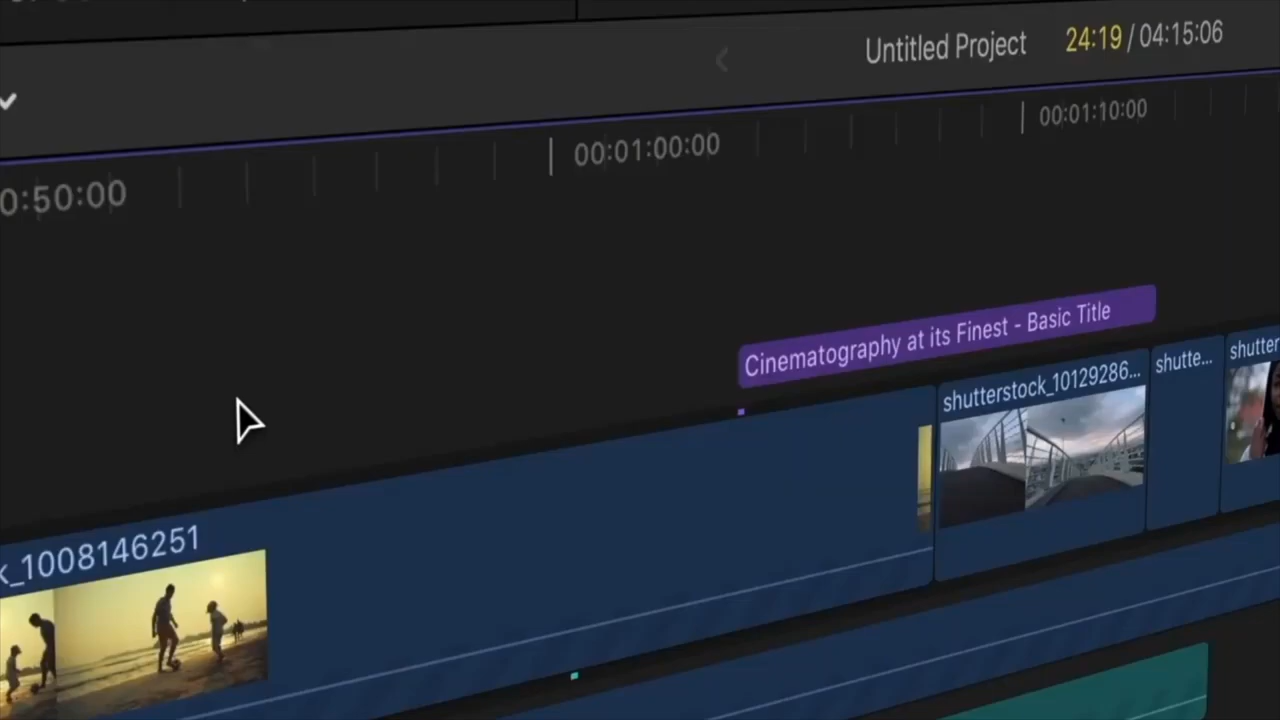 Untitled Project 24:19 / 04:15:06
0:50:00 00:01:00:00 00:01:10:00
Cinematography at its Finest - Basic Title
k_1008146251 shutterstock_10129286... shutte... shutter